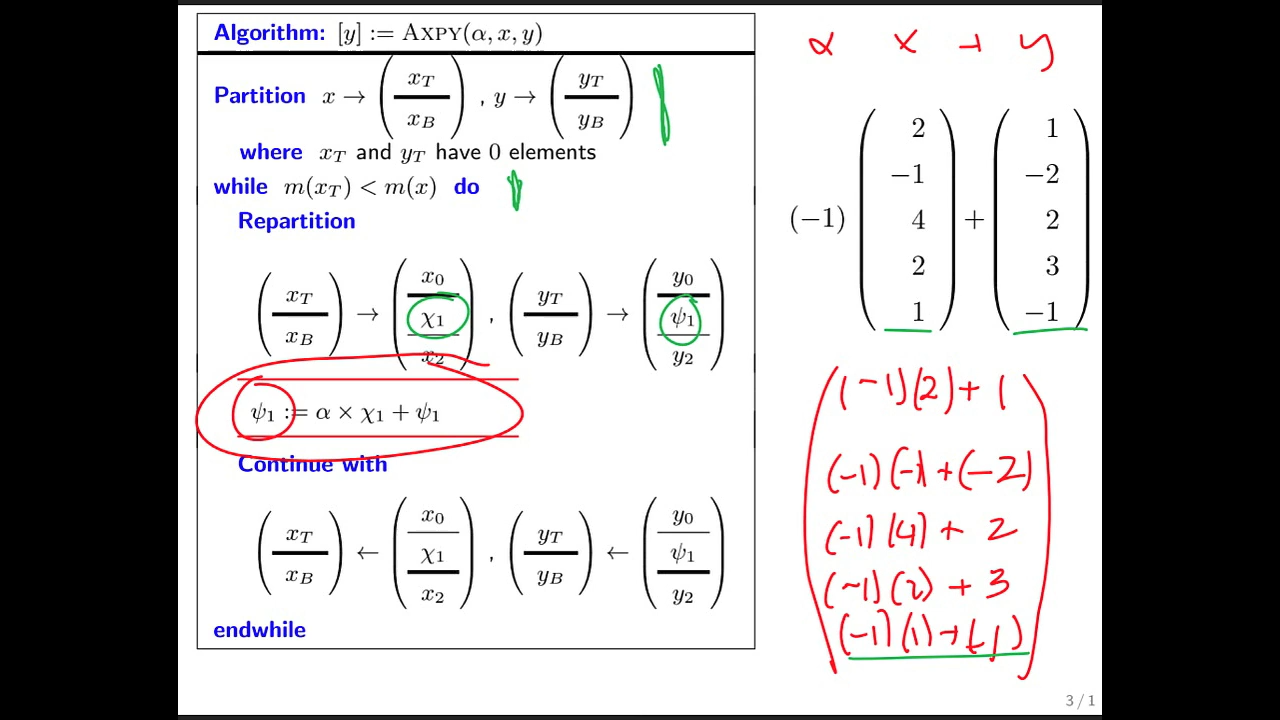 Algorithm: [y] := AXPY(α, x, y)
Partition x → ( x_T / x_B ) , y → ( y_T / y_B )
where x_T and y_T have 0 elements
while m(x_T) < m(x) do
Repartition
( x_T / x_B ) → ( x_0 / χ_1 / x_2 ) , ( y_T / y_B ) → ( y_0 / ψ_1 / y_2 )
ψ_1 := α × χ_1 + ψ_1
Continue with
( x_T / x_B ) ← ( x_0 / χ_1 / x_2 ) , ( y_T / y_B ) ← ( y_0 / ψ_1 / y_2 )
endwhile
α x + y
(−1) ( 2 −1 4 2 1 ) + ( 1 −2 2 3 −1 )
(-1)(2) + 1
(-1)(-1 + (-2)
(-1)(4) + 2
(-1)(2) + 3
(-1)(1) + (-1)
3 / 1